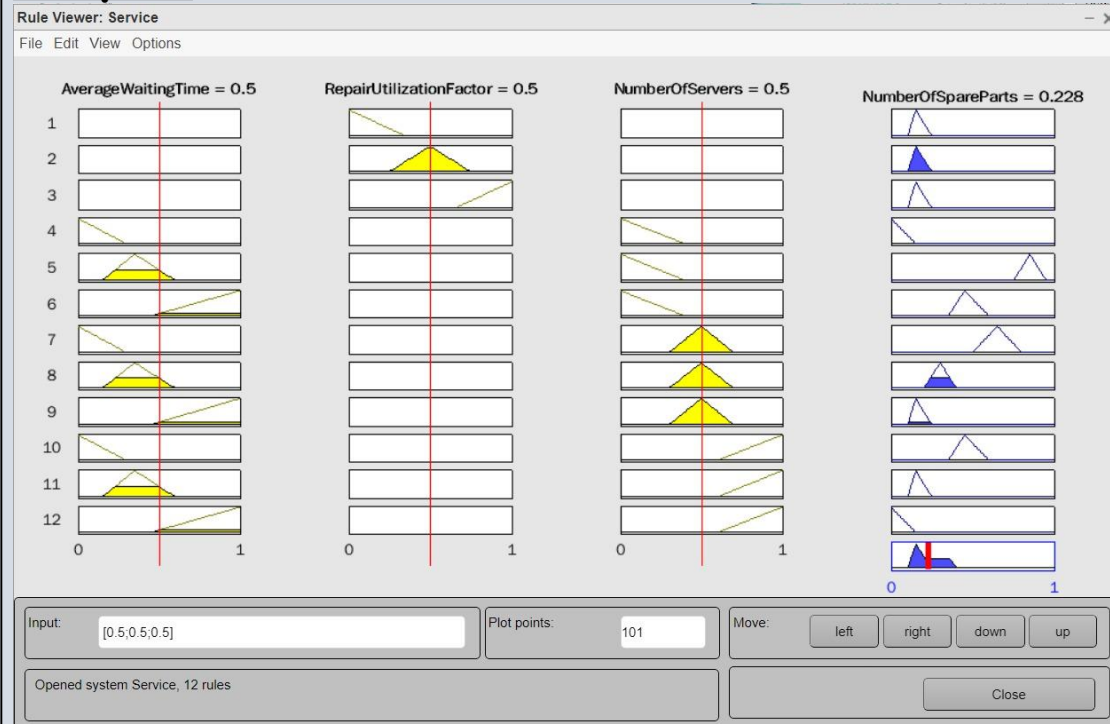 Rule Viewer: Service
File Edit View Options
AverageWaitingTime = 0.5
RepairUtilizationFactor = 0.5
NumberOfServers = 0.5
NumberOfSpareParts = 0.228
1
2
3
4
5
6
7
8
9
10
11
12
0 1
0 1
0 1
0 1
Input:
[0.5;0.5;0.5]
Plot points:
101
Move:
left right down up
Opened system Service, 12 rules
Close